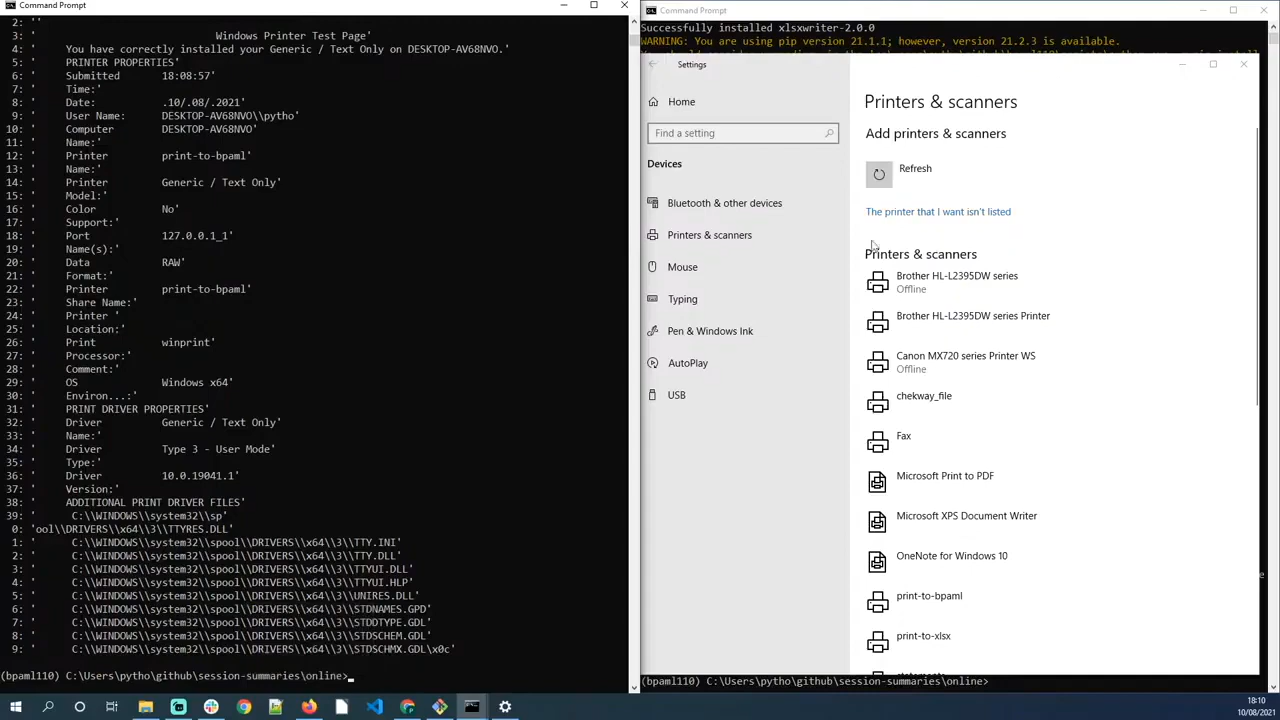 Command Prompt
2: ''
3: '                           Windows Printer Test Page'
4: '     You have correctly installed your Generic / Text Only on DESKTOP-AV68NVO.'
5: '     PRINTER PROPERTIES'
6: '     Submitted       18:08:57'
7: '     Time:'
8: '     Date:           .10/.08/.2021'
9: '     User Name:      DESKTOP-AV68NVO\\pytho'
10: '     Computer        DESKTOP-AV68NVO'
11: '     Name:'
12: '     Printer         print-to-bpaml'
13: '     Name:'
14: '     Printer         Generic / Text Only'
15: '     Model:'
16: '     Color           No'
17: '     Support:'
18: '     Port            127.0.0.1_1'
19: '     Name(s):'
20: '     Data            RAW'
21: '     Format:'
22: '     Printer         print-to-bpaml'
23: '     Share Name:'
24: '     Printer '
25: '     Location:'
26: '     Print           winprint'
27: '     Processor:'
28: '     Comment:'
29: '     OS              Windows x64'
30: '     Environ...:'
31: '     PRINT DRIVER PROPERTIES'
32: '     Driver          Generic / Text Only'
33: '     Name:'
34: '     Driver          Type 3 - User Mode'
35: '     Type:'
36: '     Driver          10.0.19041.1'
37: '     Version:'
38: '     ADDITIONAL PRINT DRIVER FILES'
39: '      C:\\WINDOWS\\system32\\sp'
0: 'ool\\DRIVERS\\x64\\3\\TTYRES.DLL'
1: '      C:\\WINDOWS\\system32\\spool\\DRIVERS\\x64\\3\\TTY.INI'
2: '      C:\\WINDOWS\\system32\\spool\\DRIVERS\\x64\\3\\TTY.DLL'
3: '      C:\\WINDOWS\\system32\\spool\\DRIVERS\\x64\\3\\TTYUI.DLL'
4: '      C:\\WINDOWS\\system32\\spool\\DRIVERS\\x64\\3\\TTYUI.HLP'
5: '      C:\\WINDOWS\\system32\\spool\\DRIVERS\\x64\\3\\UNIRES.DLL'
6: '      C:\\WINDOWS\\system32\\spool\\DRIVERS\\x64\\3\\STDNAMES.GPD'
7: '      C:\\WINDOWS\\system32\\spool\\DRIVERS\\x64\\3\\STDDTYPE.GDL'
8: '      C:\\WINDOWS\\system32\\spool\\DRIVERS\\x64\\3\\STDSCHEM.GDL'
9: '      C:\\WINDOWS\\system32\\spool\\DRIVERS\\x64\\3\\STDSCHMX.GDL\x0c'
(bpaml110) C:\Users\pytho\github\session-summaries\online>
Command Prompt
Successfully installed xlsxwriter-2.0.0
WARNING: You are using pip version 21.1.1; however, version 21.2.3 is available.
Settings
Home
Find a setting
Devices
Bluetooth & other devices
Printers & scanners
Mouse
Typing
Pen & Windows Ink
AutoPlay
USB
Printers & scanners
Add printers & scanners
Refresh
The printer that I want isn't listed
Printers & scanners
Brother HL-L2395DW series
Offline
Brother HL-L2395DW series Printer
Canon MX720 series Printer WS
Offline
chekway_file
Fax
Microsoft Print to PDF
Microsoft XPS Document Writer
OneNote for Windows 10
print-to-bpaml
print-to-xlsx
(bpaml110) C:\Users\pytho\github\session-summaries\online>
18:10
10/08/2021